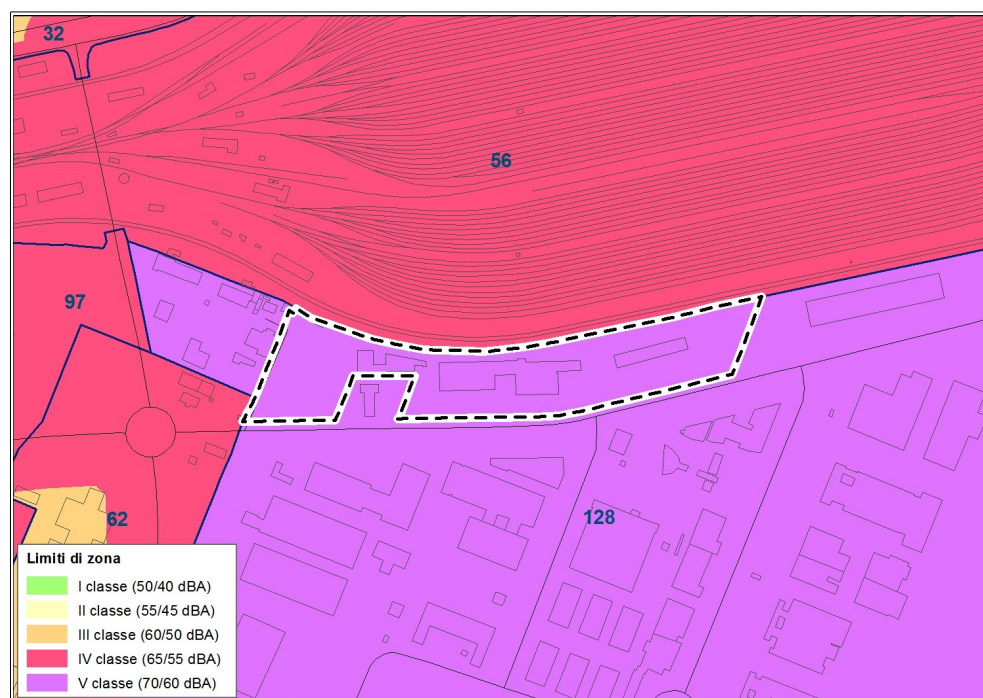 32
56
97
62
128
Limiti di zona
I classe (50/40 dBA)
II classe (55/45 dBA)
III classe (60/50 dBA)
IV classe (65/55 dBA)
V classe (70/60 dBA)